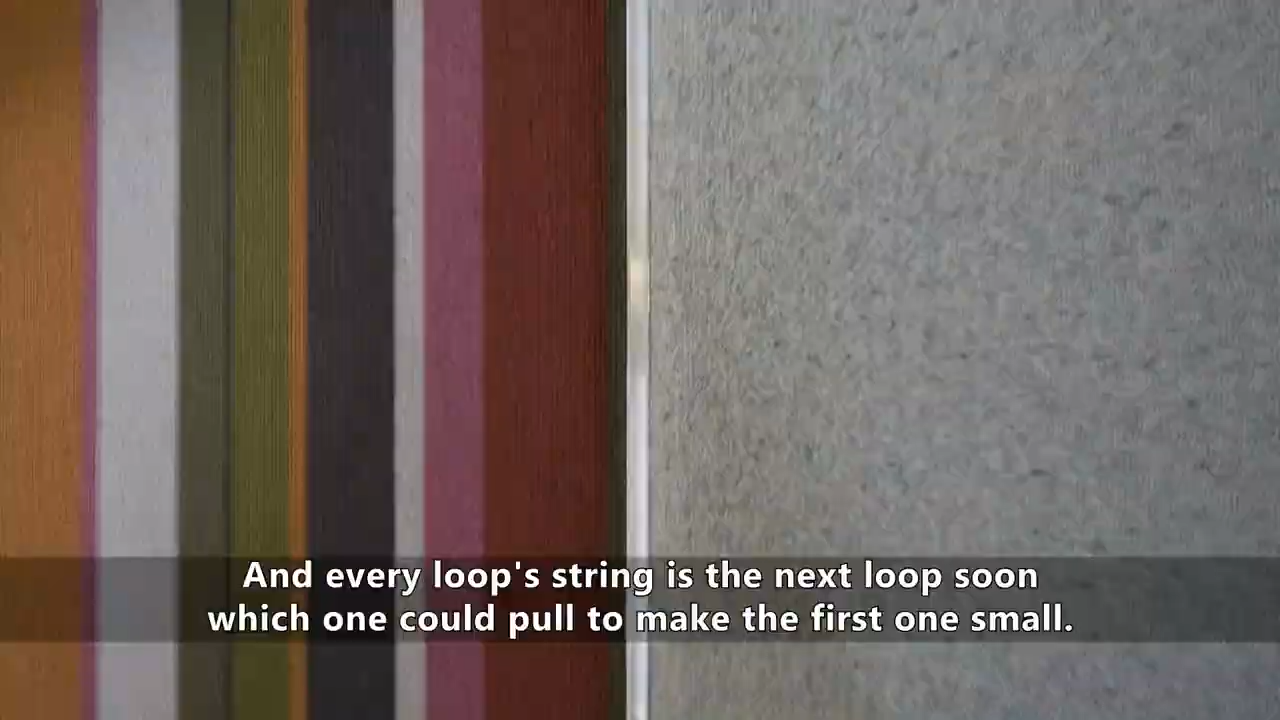 And every loop's string is the next loop soon
which one could pull to make the first one small.